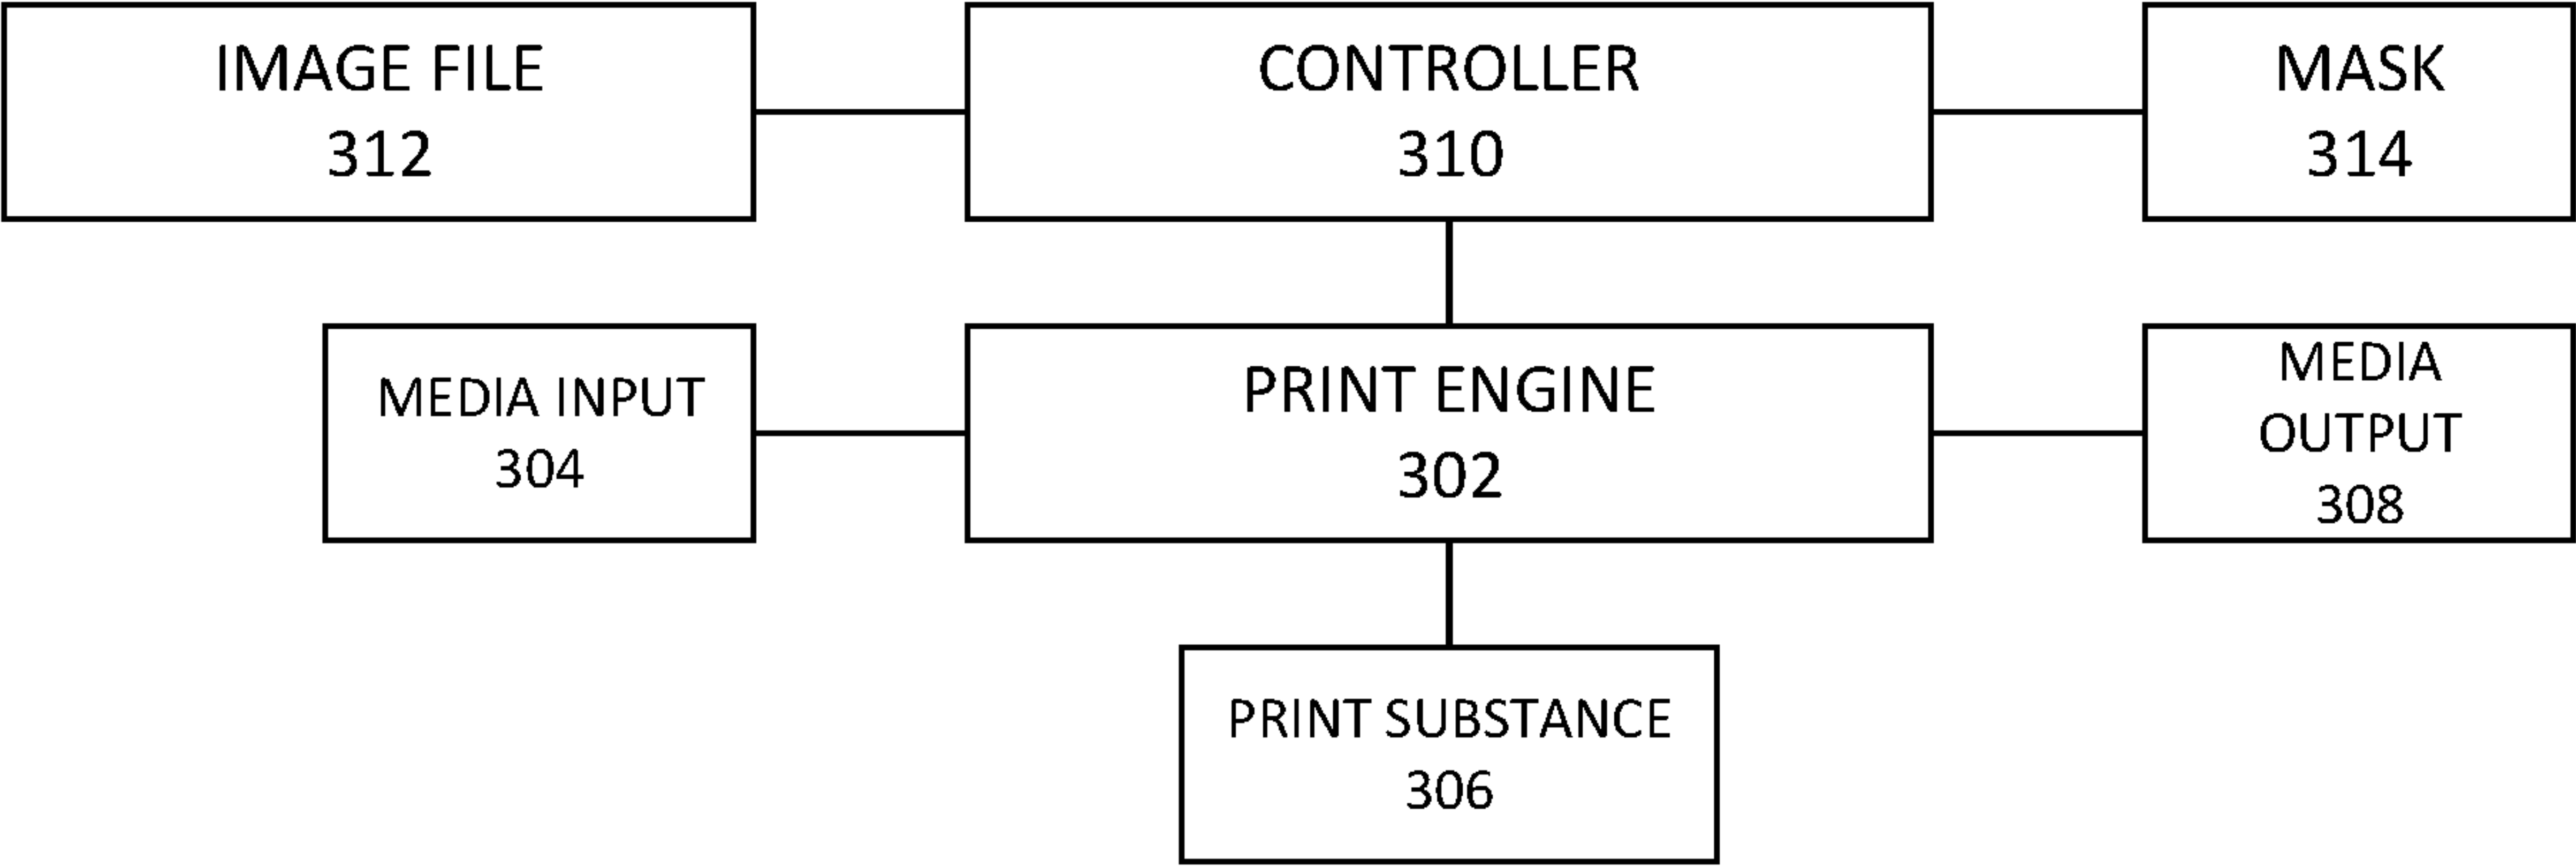 IMAGE FILE
312
CONTROLLER
310
MASK
314
MEDIA INPUT
304
PRINT ENGINE
302
MEDIA
OUTPUT
308
PRINT SUBSTANCE
306